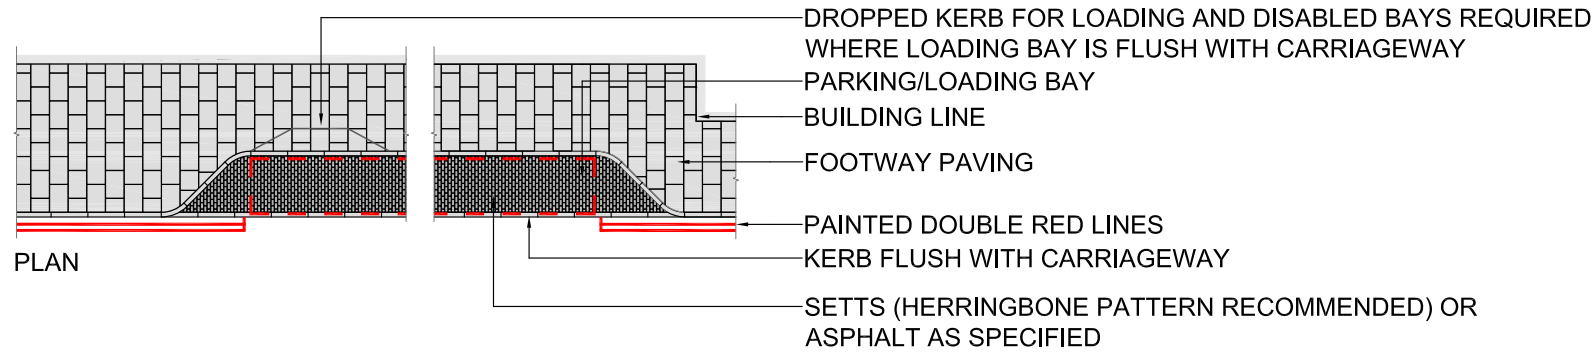 DROPPED KERB FOR LOADING AND DISABLED BAYS REQUIRED
WHERE LOADING BAY IS FLUSH WITH CARRIAGEWAY
PARKING/LOADING BAY
BUILDING LINE
FOOTWAY PAVING
PAINTED DOUBLE RED LINES
PLAN
KERB FLUSH WITH CARRIAGEWAY
SETTS (HERRINGBONE PATTERN RECOMMENDED) OR
ASPHALT AS SPECIFIED